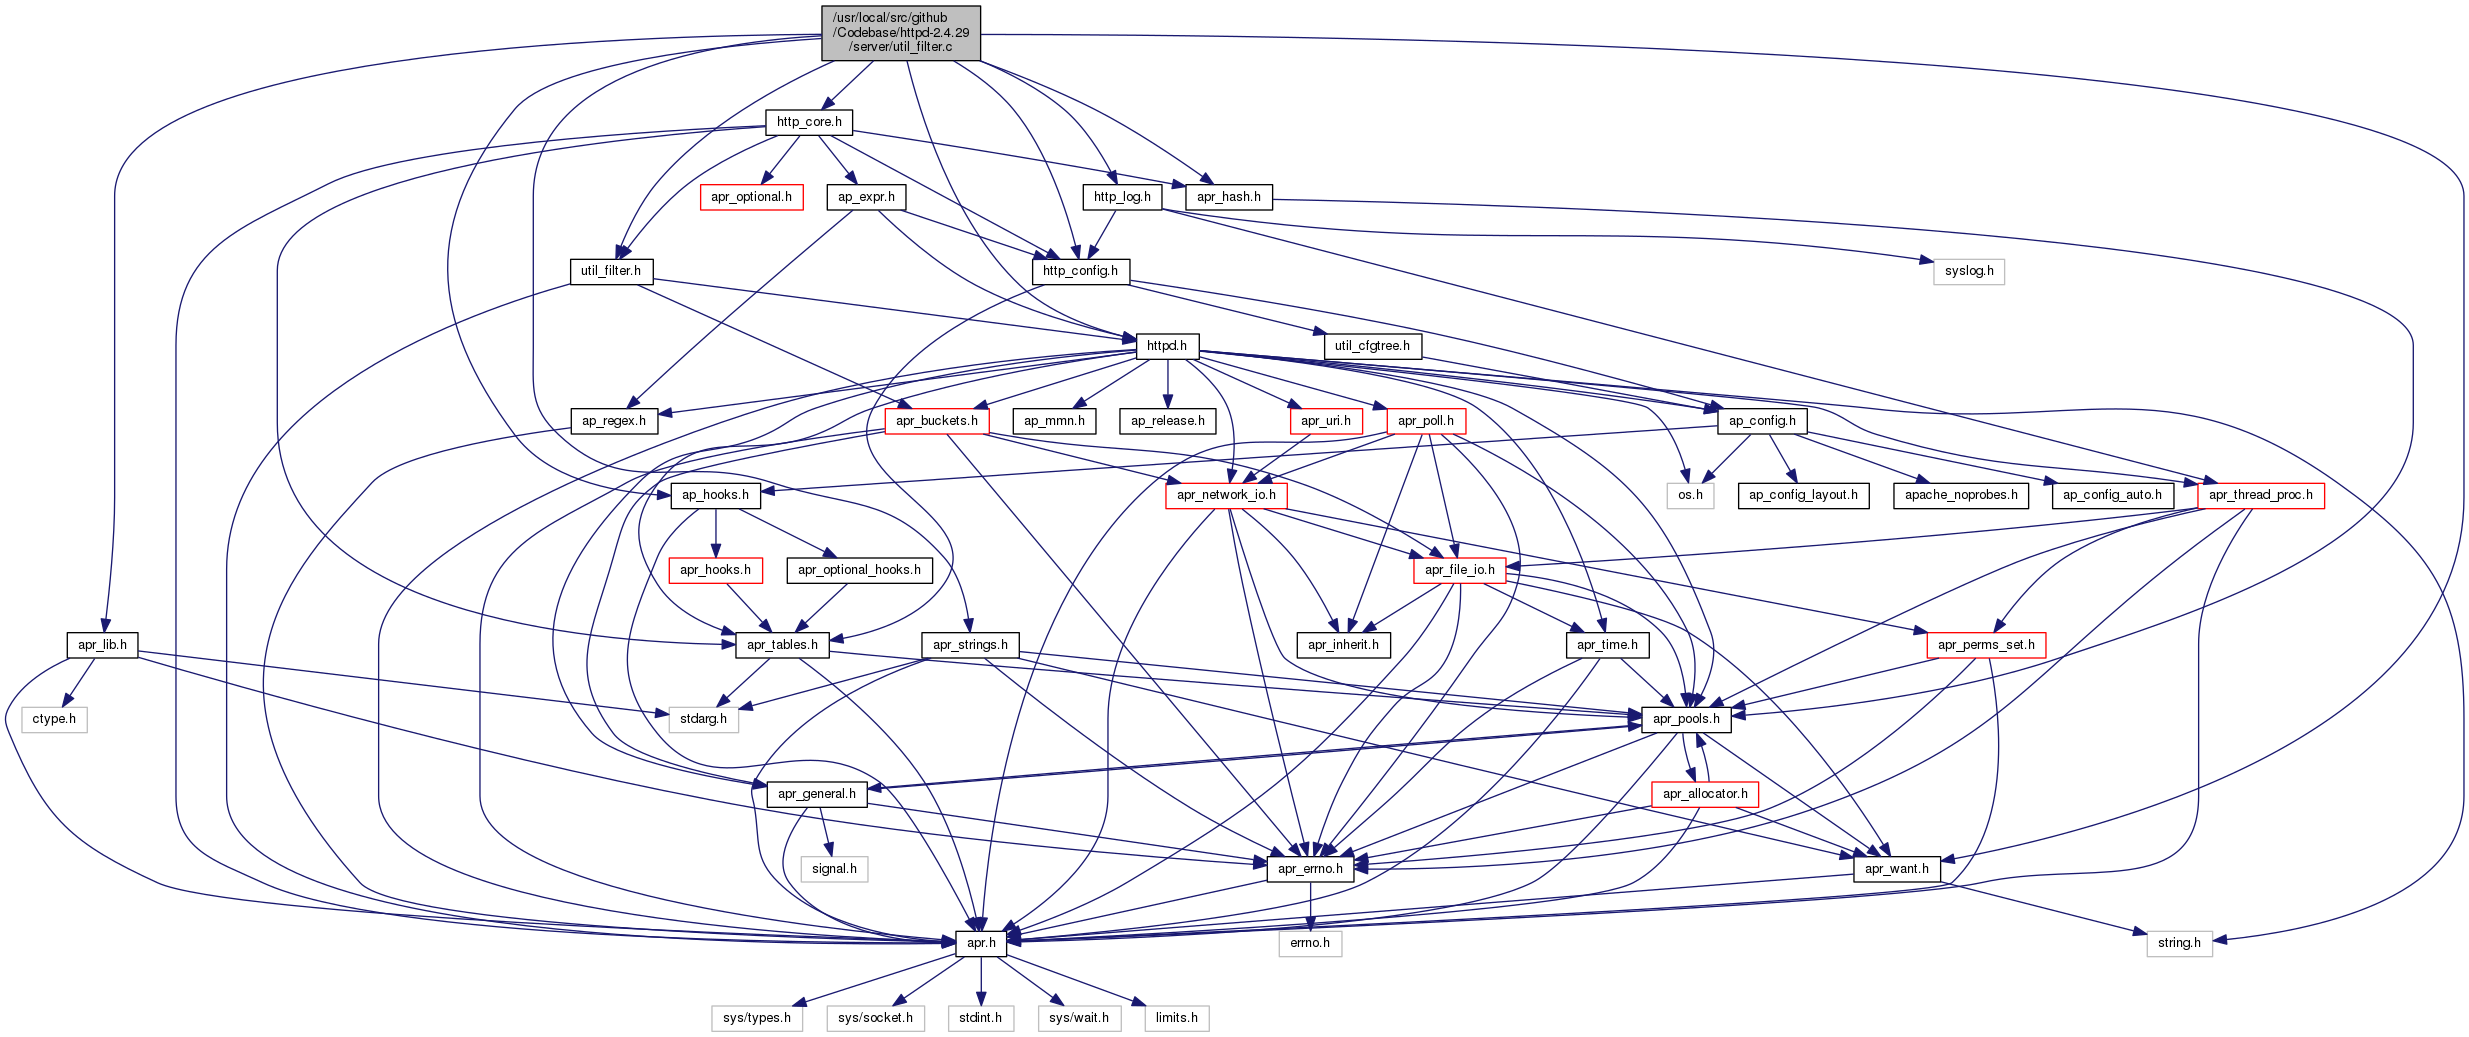 /usr/local/src/github
/Codebase/httpd-2.4.29
/server/util_filter.c
http_core.h
apr_optional.h
ap_expr.h
http_log.h
apr_hash.h
util_filter.h
http_config.h
syslog.h
httpd.h
util_cfgtree.h
ap_regex.h
apr_buckets.h
ap_mmn.h
ap_release.h
apr_uri.h
apr_poll.h
ap_config.h
ap_hooks.h
apr_network_io.h
os.h
ap_config_layout.h
apache_noprobes.h
ap_config_auto.h
apr_thread_proc.h
apr_hooks.h
apr_optional_hooks.h
apr_file_io.h
apr_lib.h
apr_tables.h
apr_strings.h
apr_inherit.h
apr_time.h
apr_perms_set.h
ctype.h
stdarg.h
apr_pools.h
apr_general.h
apr_allocator.h
signal.h
apr_errno.h
apr_want.h
apr.h
errno.h
string.h
sys/types.h
sys/socket.h
stdint.h
sys/wait.h
limits.h